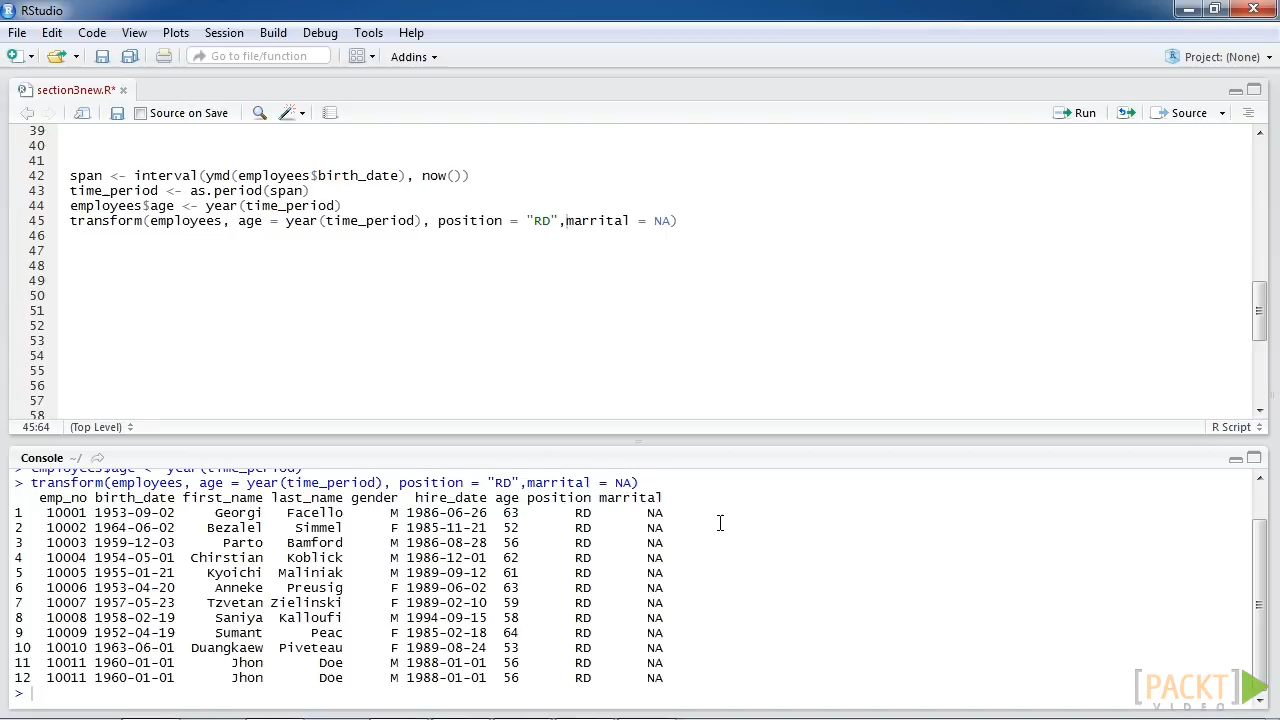 RStudio
File Edit Code View Plots Session Build Debug Tools Help
Go to file/function Addins Project: (None)
section3new.R*
Source on Save Run Source
39
40
41
42 span <- interval(ymd(employees$birth_date), now())
43 time_period <- as.period(span)
44 employees$age <- year(time_period)
45 transform(employees, age = year(time_period), position = "RD",marrital = NA)
46
47
48
49
50
51
52
53
54
55
56
57
58
45:64 (Top Level) R Script
Console ~/
employees$age <- year(time_period)
> transform(employees, age = year(time_period), position = "RD",marrital = NA)
emp_no birth_date first_name last_name gender hire_date age position marrital
1 10001 1953-09-02 Georgi Facello M 1986-06-26 63 RD NA
2 10002 1964-06-02 Bezalel Simmel F 1985-11-21 52 RD NA
3 10003 1959-12-03 Parto Bamford M 1986-08-28 56 RD NA
4 10004 1954-05-01 Chirstian Koblick M 1986-12-01 62 RD NA
5 10005 1955-01-21 Kyoichi Maliniak M 1989-09-12 61 RD NA
6 10006 1953-04-20 Anneke Preusig F 1989-06-02 63 RD NA
7 10007 1957-05-23 Tzvetan Zielinski F 1989-02-10 59 RD NA
8 10008 1958-02-19 Saniya Kalloufi M 1994-09-15 58 RD NA
9 10009 1952-04-19 Sumant Peac F 1985-02-18 64 RD NA
10 10010 1963-06-01 Duangkaew Piveteau F 1989-08-24 53 RD NA
11 10011 1960-01-01 Jhon Doe M 1988-01-01 56 RD NA
12 10011 1960-01-01 Jhon Doe M 1988-01-01 56 RD NA
>
[PACKT]
VIDEO